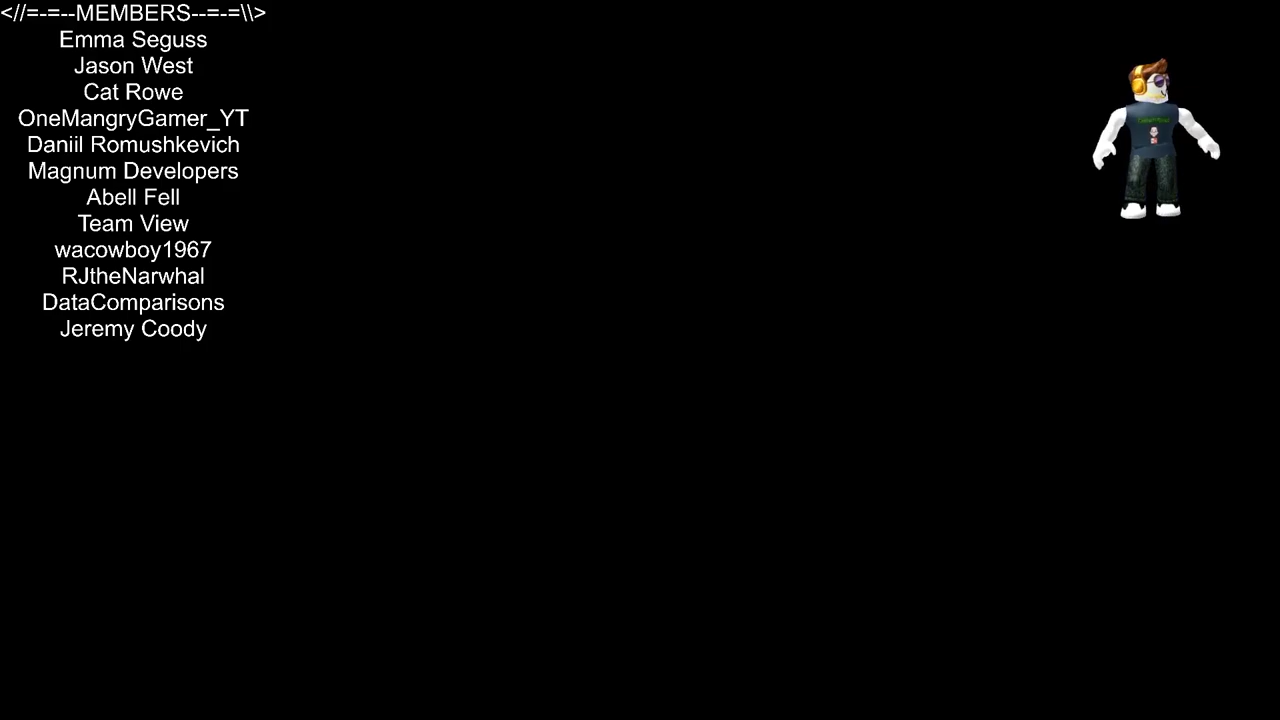 <//=-=--MEMBERS--=-=\\>
Emma Seguss
Jason West
Cat Rowe
OneMangryGamer_YT
Daniil Romushkevich
Magnum Developers
Abell Fell
Team View
wacowboy1967
RJtheNarwhal
DataComparisons
Jeremy Coody